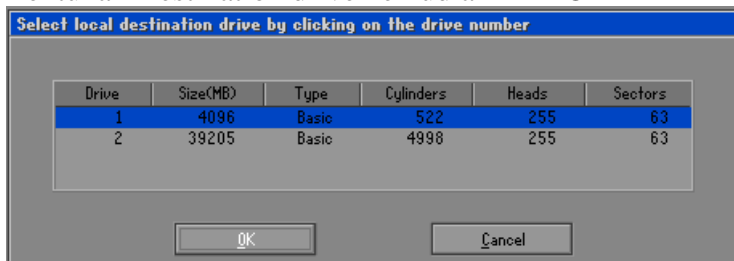 Select local destination drive by clicking on the drive number
Drive Size(MB) Type Cylinders Heads Sectors
1 4096 Basic 522 255 63
2 39205 Basic 4998 255 63
OK Cancel